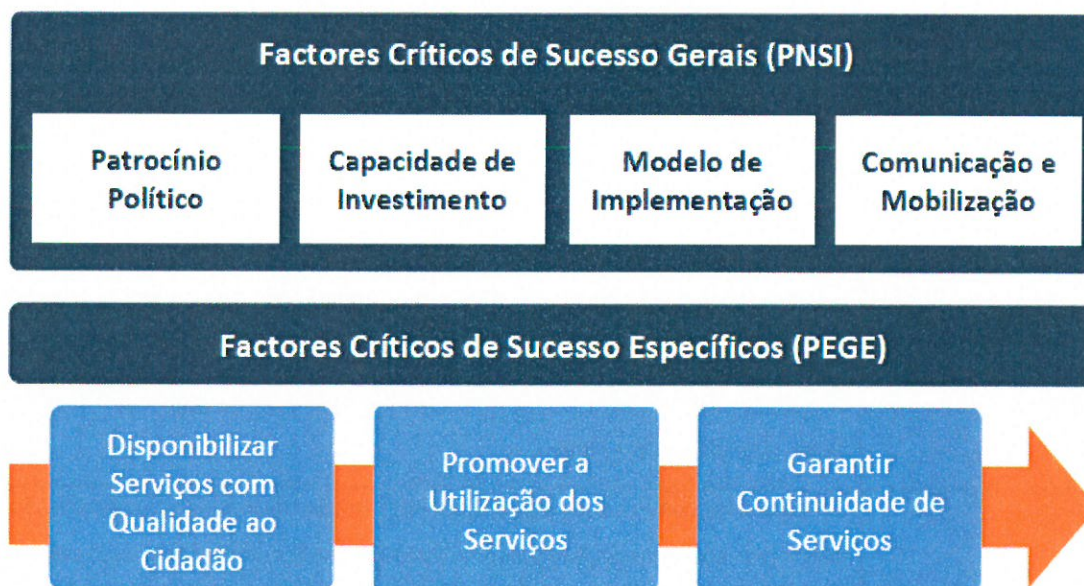 Factores Críticos de Sucesso Gerais (PNSI)
Patrocínio
Político
Capacidade de
Investimento
Modelo de
Implementação
Comunicação e
Mobilização
Factores Críticos de Sucesso Específicos (PEGE)
Disponibilizar
Serviços com
Qualidade ao
Cidadão
Promover a
Utilização dos
Serviços
Garantir
Continuidade de
Serviços